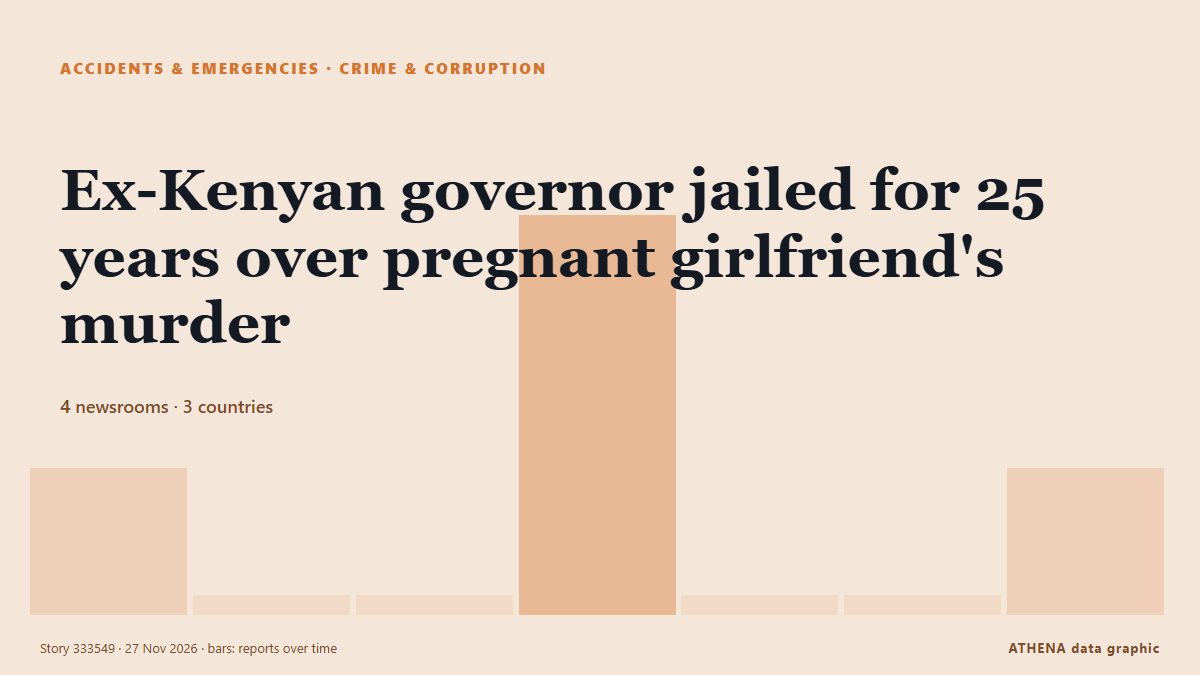 ACCIDENTS & EMERGENCIES · CRIME & CORRUPTION
Ex-Kenyan governor jailed for 25
years over pregnant girlfriend's
murder
4 newsrooms · 3 countries
Story 333549 · 27 Nov 2026 · bars: reports over time
ATHENA data graphic